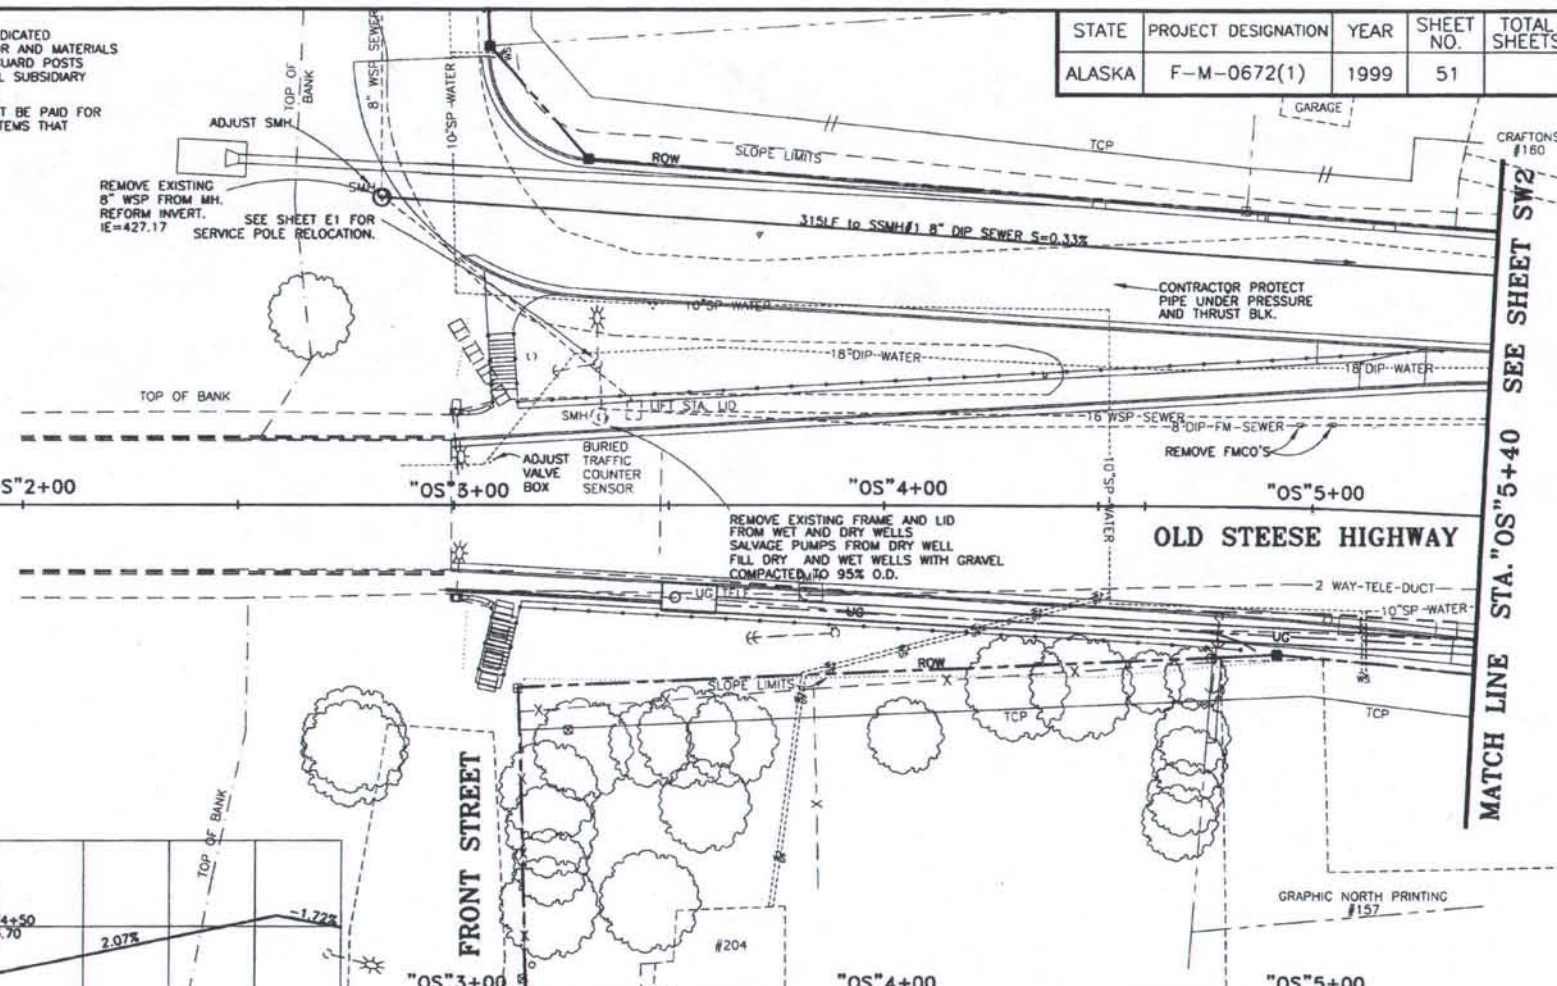 DICATED
R AND MATERIALS
UARD POSTS
L SUBSIDIARY
T BE PAID FOR
TEMS THAT
STATE PROJECT DESIGNATION YEAR SHEET NO. TOTAL SHEETS
ALASKA F-M-0672(1) 1999 51
TOP OF BANK
8" WSP SEWER
10"SP-WATER
ADJUST SMH
GARAGE
CRAFTONS
#160
TCP
SLOPE LIMITS
ROW
SMH
REMOVE EXISTING
8" WSP FROM MH.
REFORM INVERT.
IE=427.17
SEE SHEET E1 FOR
SERVICE POLE RELOCATION.
315LF to SSMH#1 8" DIP SEWER S=0.33%
CONTRACTOR PROTECT
PIPE UNDER PRESSURE
AND THRUST BLK.
10"SP-WATER
18"DIP-WATER
18"DIP-WATER
TOP OF BANK
SMH
LIFT STA. LID
16 WSP-SEWER
8"DIP-FM-SEWER
REMOVE FMCO'S
ADJUST
VALVE
BOX
BURIED
TRAFFIC
COUNTER
SENSOR
10"SP-WATER
S"2+00
"OS"3+00
"OS"4+00
"OS"5+00
OLD STEESE HIGHWAY
MATCH LINE STA."OS"5+40 SEE SHEET SW2
REMOVE EXISTING FRAME AND LID
FROM WET AND DRY WELLS
SALVAGE PUMPS FROM DRY WELL
FILL DRY AND WET WELLS WITH GRAVEL
COMPACTED TO 95% O.D.
UG TELE
2 WAY-TELE-DUCT
10"SP-WATER
UG
UG
ROW
SLOPE LIMITS
TCP
TCP
FRONT STREET
TOP OF BANK
4+50
.70
2.07%
-1.72%
#204
GRAPHIC NORTH PRINTING
#157
"OS"3+00
"OS"4+00
"OS"5+00